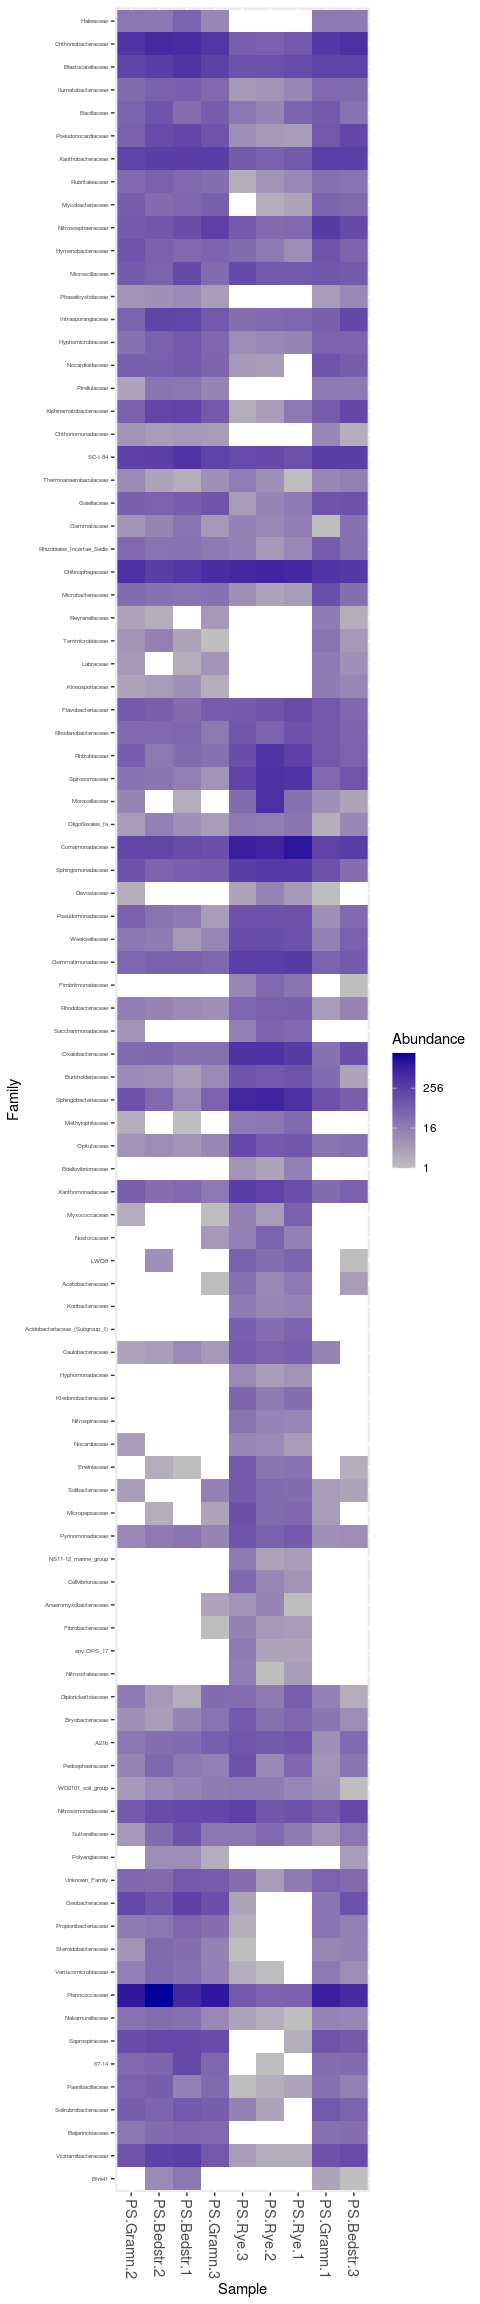 Halieaceae
Chthoniobacteraceae
Blastocatellaceae
Ilumatobacteraceae
Bacillaceae
Pseudonocardiaceae
Xanthobacteraceae
Rubritaleaceae
Mycobacteriaceae
Nitrososphaeraceae
Hymenobacteraceae
Microscillaceae
Phaselicystidaceae
Intrasporangiaceae
Hyphomicrobiaceae
Nocardioidaceae
Pirellulaceae
Xiphinematobacteraceae
Chthonomonadaceae
SC-I-84
Thermoanaerobaculaceae
Gaiellaceae
Gemmataceae
Rhizobiales_Incertae_Sedis
Chitinophagaceae
Microbacteriaceae
Reyranellaceae
Terrimicrobiaceae
Labraceae
Kineosporiaceae
Flavobacteriaceae
Rhodanobacteraceae
Rhizobiaceae
Spirosomaceae
Moraxellaceae
Oligoflexales_fa
Comamonadaceae
Sphingomonadaceae
Devosiaceae
Pseudomonadaceae
Weeksellaceae
Gemmatimonadaceae
Fimbriimonadaceae
Rhodobacteraceae
Saccharimonadaceae
Oxalobacteraceae
Burkholderiaceae
Sphingobacteriaceae
Methylophilaceae
Opitutaceae
Bdellovibrionaceae
Xanthomonadaceae
Myxococcaceae
Nostocaceae
LWQ8
Acetobacteraceae
Koribacteraceae
Acidobacteriaceae_(Subgroup_1)
Caulobacteraceae
Hyphomonadaceae
Ktedonobacteraceae
Nitrospiraceae
Nocardiaceae
Erwiniaceae
Solibacteraceae
Micropepsaceae
Pyrinomonadaceae
NS11-12_marine_group
Cellvibrionaceae
Anaeromyxobacteraceae
Fibrobacteraceae
env.OPS_17
Nitrosotaleaceae
Diplorickettsiaceae
Bryobacteraceae
A21b
Pedosphaeraceae
WD2101_soil_group
Nitrosomonadaceae
Sutterellaceae
Polyangiaceae
Unknown_Family
Geobacteraceae
Propionibacteriaceae
Steroidobacteraceae
Verrucomicrobiaceae
Planococcaceae
Nakamurellaceae
Saprospiraceae
67-14
Paenibacillaceae
Solirubrobacteraceae
Beijerinckiaceae
Vicinamibacteraceae
BIrii41
Family
PS.Gramn.2
PS.Bedstr.2
PS.Bedstr.1
PS.Gramn.3
PS.Rye.3
PS.Rye.2
PS.Rye.1
PS.Gramn.1
PS.Bedstr.3
Sample
Abundance
256
16
1